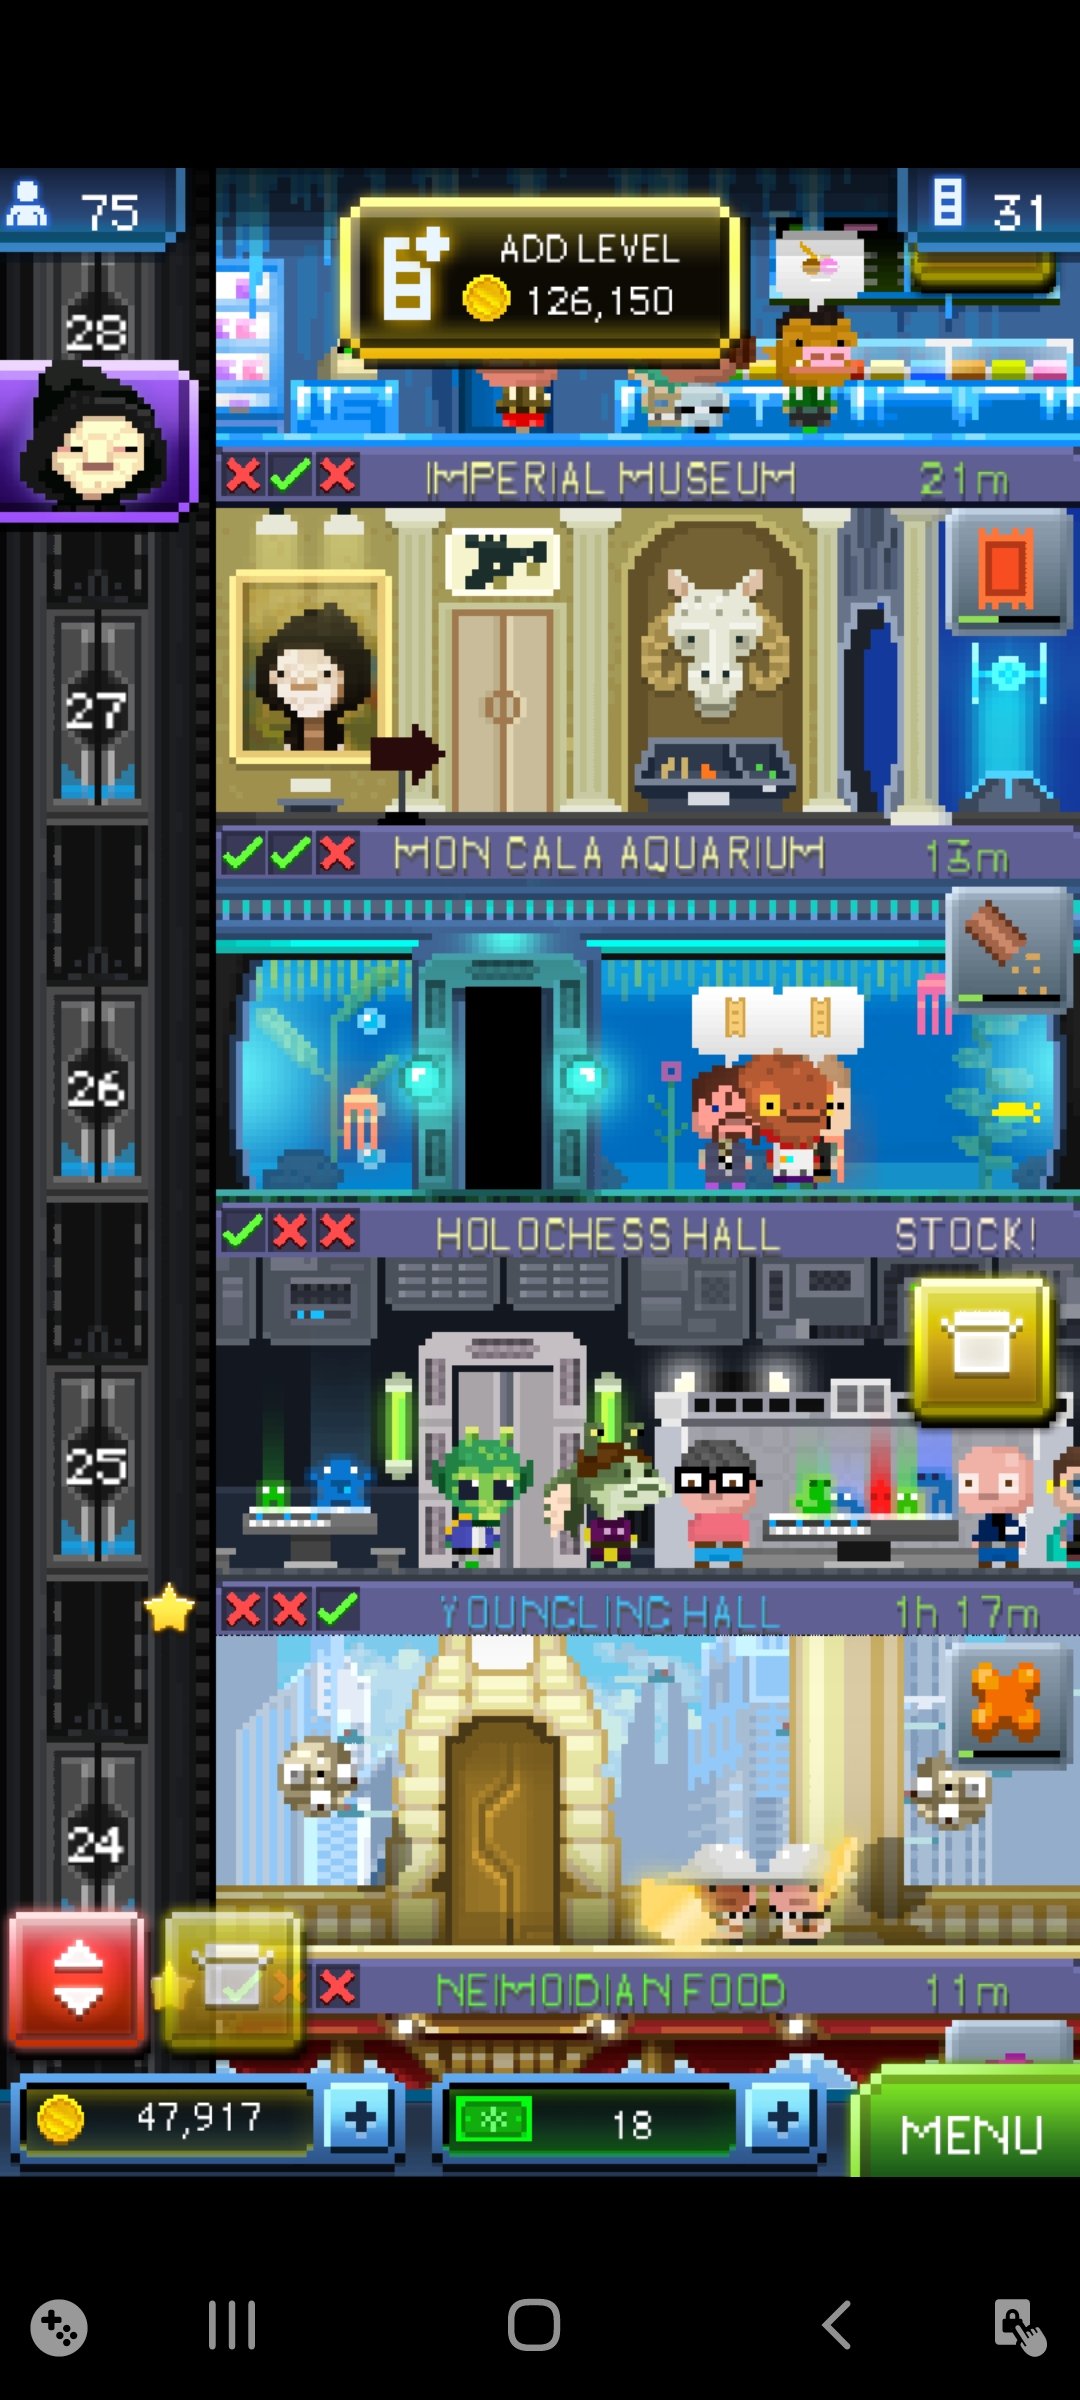 75
ADD LEVEL
126,150
31
28
IMPERIAL MUSEUM 21m
27
MON CALA AQUARIUM 13m
26
HOLOCHESS HALL STOCK!
25
YOUNGLING HALL 1h 17m
24
NEIMOIDIAN FOOD 11m
47,917
18
MENU